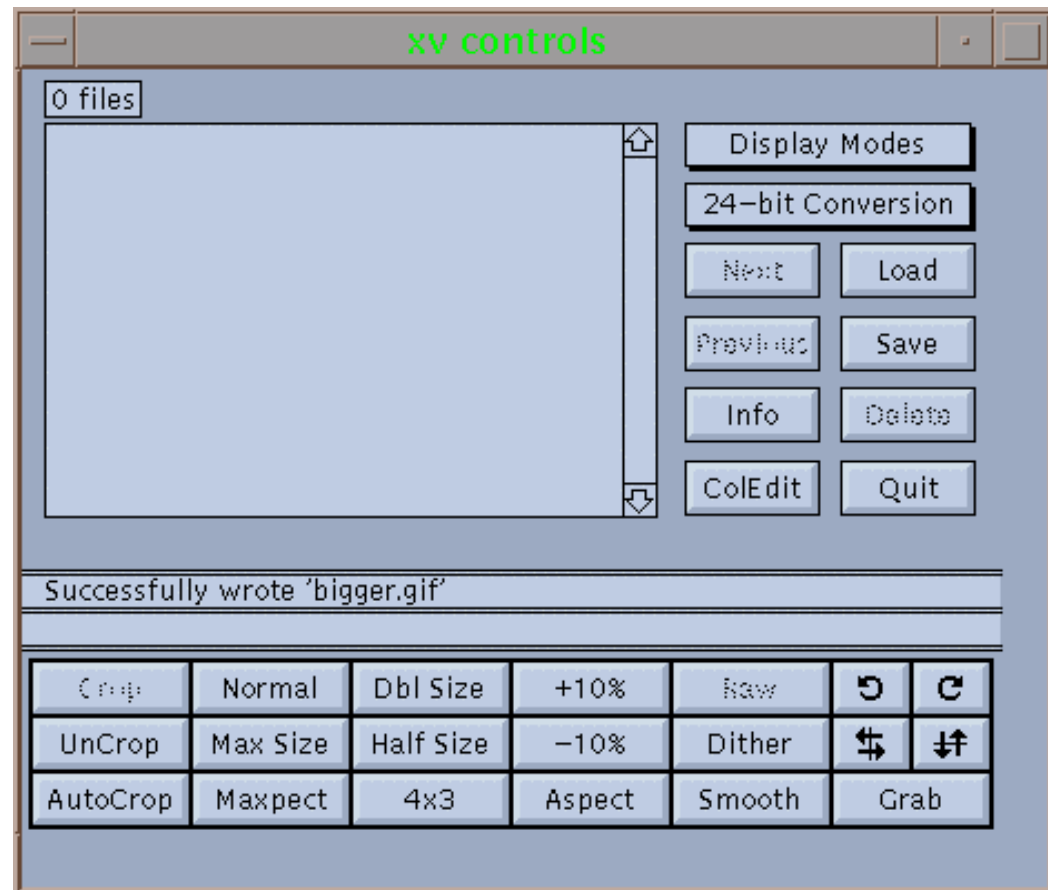 xv controls
0 files
Display Modes
24-bit Conversion
Next Load
Previous Save
Info Delete
ColEdit Quit
Successfully wrote 'bigger.gif'
Crop Normal Dbl Size +10% Raw
UnCrop Max Size Half Size -10% Dither
AutoCrop Maxpect 4x3 Aspect Smooth Grab